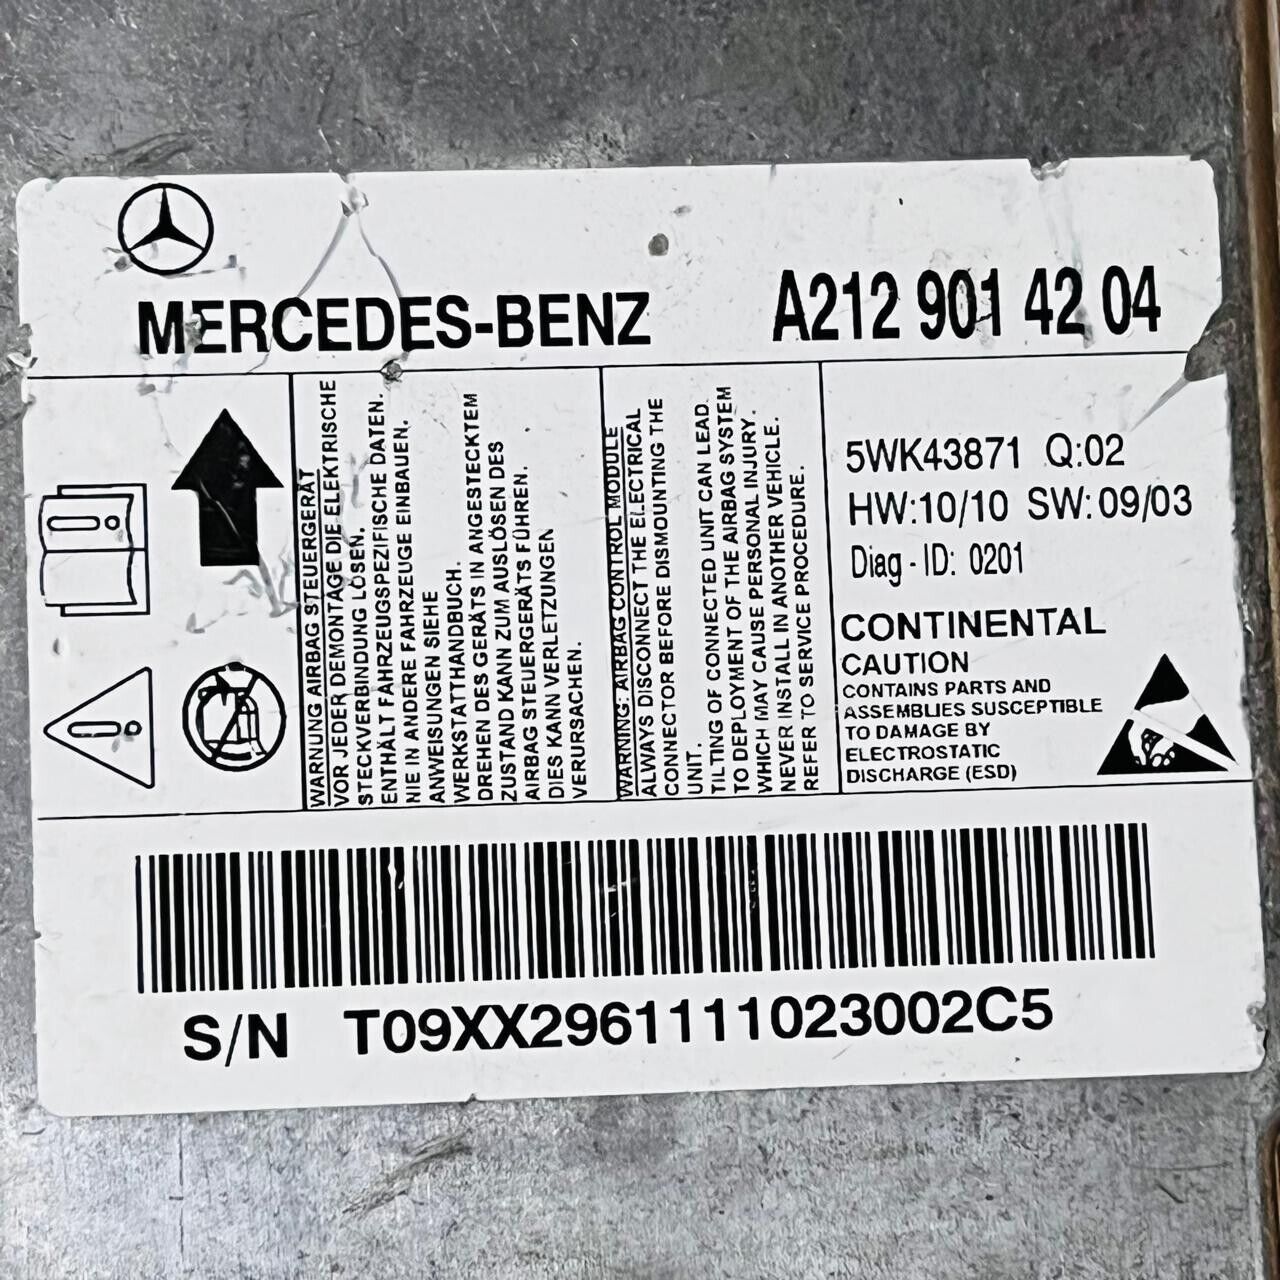 MERCEDES-BENZ A212 901 42 04
WARNUNG AIRBAG STEUERGERÄT
VOR JEDER DEMONTAGE DIE ELEKTRISCHE
STECKVERBINDUNG LÖSEN.
ENTHÄLT FAHRZEUGSPEZIFISCHE DATEN.
NIE IN ANDERE FAHRZEUGE EINBAUEN.
ANWEISUNGEN SIEHE
WERKSTATTHANDBUCH.
DREHEN DES GERÄTS IN ANGESTECKTEM
ZUSTAND KANN ZUM AUSLÖSEN DES
AIRBAG STEUERGERÄTS FÜHREN.
DIES KANN VERLETZUNGEN
VERURSACHEN.
WARNING: AIRBAG CONTROL MODULE
ALWAYS DISCONNECT THE ELECTRICAL
CONNECTOR BEFORE DISMOUNTING THE
UNIT.
TILTING OF CONNECTED UNIT CAN LEAD
TO DEPLOYMENT OF THE AIRBAG SYSTEM
WHICH MAY CAUSE PERSONAL INJURY.
NEVER INSTALL IN ANOTHER VEHICLE.
REFER TO SERVICE PROCEDURE.
5WK43871 Q:02
HW:10/10 SW:09/03
Diag-ID: 0201
CONTINENTAL
CAUTION
CONTAINS PARTS AND
ASSEMBLIES SUSCEPTIBLE
TO DAMAGE BY
ELECTROSTATIC
DISCHARGE (ESD)
S/N T09XX2961111023002C5